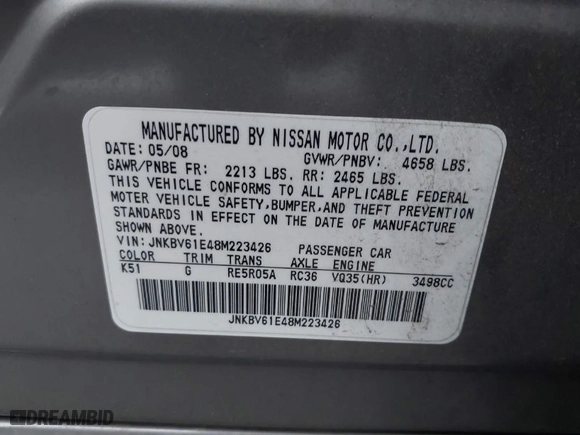 MANUFACTURED BY NISSAN MOTOR CO.,LTD.
DATE: 05/08 GVWR/PNBV: 4658 LBS.
GAWR/PNBE FR: 2213 LBS. RR: 2465 LBS.
THIS VEHICLE CONFORMS TO ALL APPLICABLE FEDERAL
MOTER VEHICLE SAFETY,BUMPER,AND THEFT PREVENTION
STANDARDS IN EFFECT ON THE DATE OF MANUFACTURE
SHOWN ABOVE.
VIN: JNKBV61E48M223426 PASSENGER CAR
COLOR TRIM TRANS AXLE ENGINE
K51 G RE5R05A RC36 VQ35(HR) 3498CC
JNKBV61E48M223426
DREAMBID